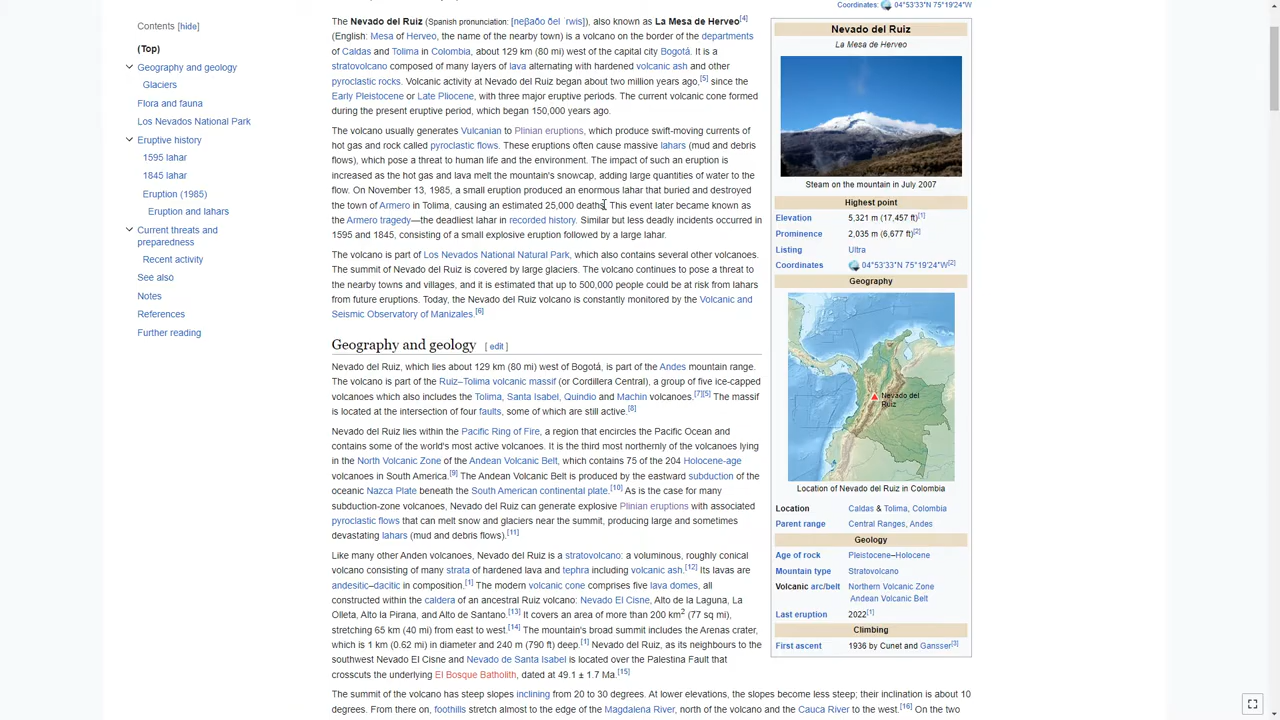 Coordinates: 04°53′33″N 75°19′24″W
Contents [hide]
(Top)
Geography and geology
Glaciers
Flora and fauna
Los Nevados National Park
Eruptive history
1595 lahar
1845 lahar
Eruption (1985)
Eruption and lahars
Current threats and
preparedness
Recent activity
See also
Notes
References
Further reading
The Nevado del Ruiz (Spanish pronunciation: [neβaðo ðel ˈrwis]), also known as La Mesa de Herveo[4]
(English: Mesa of Herveo, the name of the nearby town) is a volcano on the border of the departments
of Caldas and Tolima in Colombia, about 129 km (80 mi) west of the capital city Bogotá. It is a
stratovolcano composed of many layers of lava alternating with hardened volcanic ash and other
pyroclastic rocks. Volcanic activity at Nevado del Ruiz began about two million years ago,[5] since the
Early Pleistocene or Late Pliocene, with three major eruptive periods. The current volcanic cone formed
during the present eruptive period, which began 150,000 years ago.
The volcano usually generates Vulcanian to Plinian eruptions, which produce swift-moving currents of
hot gas and rock called pyroclastic flows. These eruptions often cause massive lahars (mud and debris
flows), which pose a threat to human life and the environment. The impact of such an eruption is
increased as the hot gas and lava melt the mountain's snowcap, adding large quantities of water to the
flow. On November 13, 1985, a small eruption produced an enormous lahar that buried and destroyed
the town of Armero in Tolima, causing an estimated 25,000 deaths. This event later became known as
the Armero tragedy—the deadliest lahar in recorded history. Similar but less deadly incidents occurred in
1595 and 1845, consisting of a small explosive eruption followed by a large lahar.
The volcano is part of Los Nevados National Natural Park, which also contains several other volcanoes.
The summit of Nevado del Ruiz is covered by large glaciers. The volcano continues to pose a threat to
the nearby towns and villages, and it is estimated that up to 500,000 people could be at risk from lahars
from future eruptions. Today, the Nevado del Ruiz volcano is constantly monitored by the Volcanic and
Seismic Observatory of Manizales.[6]
Geography and geology [ edit ]
Nevado del Ruiz, which lies about 129 km (80 mi) west of Bogotá, is part of the Andes mountain range.
The volcano is part of the Ruiz–Tolima volcanic massif (or Cordillera Central), a group of five ice-capped
volcanoes which also includes the Tolima, Santa Isabel, Quindio and Machin volcanoes.[7][5] The massif
is located at the intersection of four faults, some of which are still active.[8]
Nevado del Ruiz lies within the Pacific Ring of Fire, a region that encircles the Pacific Ocean and
contains some of the world's most active volcanoes. It is the third most northerly of the volcanoes lying
in the North Volcanic Zone of the Andean Volcanic Belt, which contains 75 of the 204 Holocene-age
volcanoes in South America.[9] The Andean Volcanic Belt is produced by the eastward subduction of the
oceanic Nazca Plate beneath the South American continental plate.[10] As is the case for many
subduction-zone volcanoes, Nevado del Ruiz can generate explosive Plinian eruptions with associated
pyroclastic flows that can melt snow and glaciers near the summit, producing large and sometimes
devastating lahars (mud and debris flows).[11]
Like many other Anden volcanoes, Nevado del Ruiz is a stratovolcano: a voluminous, roughly conical
volcano consisting of many strata of hardened lava and tephra including volcanic ash.[12] Its lavas are
andesitic–dacitic in composition.[1] The modern volcanic cone comprises five lava domes, all
constructed within the caldera of an ancestral Ruiz volcano: Nevado El Cisne, Alto de la Laguna, La
Olleta, Alto la Pirana, and Alto de Santano.[13] It covers an area of more than 200 km² (77 sq mi),
stretching 65 km (40 mi) from east to west.[14] The mountain's broad summit includes the Arenas crater,
which is 1 km (0.62 mi) in diameter and 240 m (790 ft) deep.[1] Nevado del Ruiz, as its neighbours to the
southwest Nevado El Cisne and Nevado de Santa Isabel is located over the Palestina Fault that
crosscuts the underlying El Bosque Batholith, dated at 49.1 ± 1.7 Ma.[15]
The summit of the volcano has steep slopes inclining from 20 to 30 degrees. At lower elevations, the slopes become less steep; their inclination is about 10
degrees. From there on, foothills stretch almost to the edge of the Magdalena River, north of the volcano and the Cauca River to the west.[16] On the two
Nevado del Ruiz
La Mesa de Herveo
Steam on the mountain in July 2007
Highest point
Elevation 5,321 m (17,457 ft)[1]
Prominence 2,035 m (6,677 ft)[2]
Listing Ultra
Coordinates 04°53′33″N 75°19′24″W[2]
Geography
Nevado del
Ruiz
Location of Nevado del Ruiz in Colombia
Location Caldas & Tolima, Colombia
Parent range Central Ranges, Andes
Geology
Age of rock Pleistocene–Holocene
Mountain type Stratovolcano
Volcanic arc/belt Northern Volcanic Zone
Andean Volcanic Belt
Last eruption 2022[1]
Climbing
First ascent 1936 by Cunet and Gansser[3]